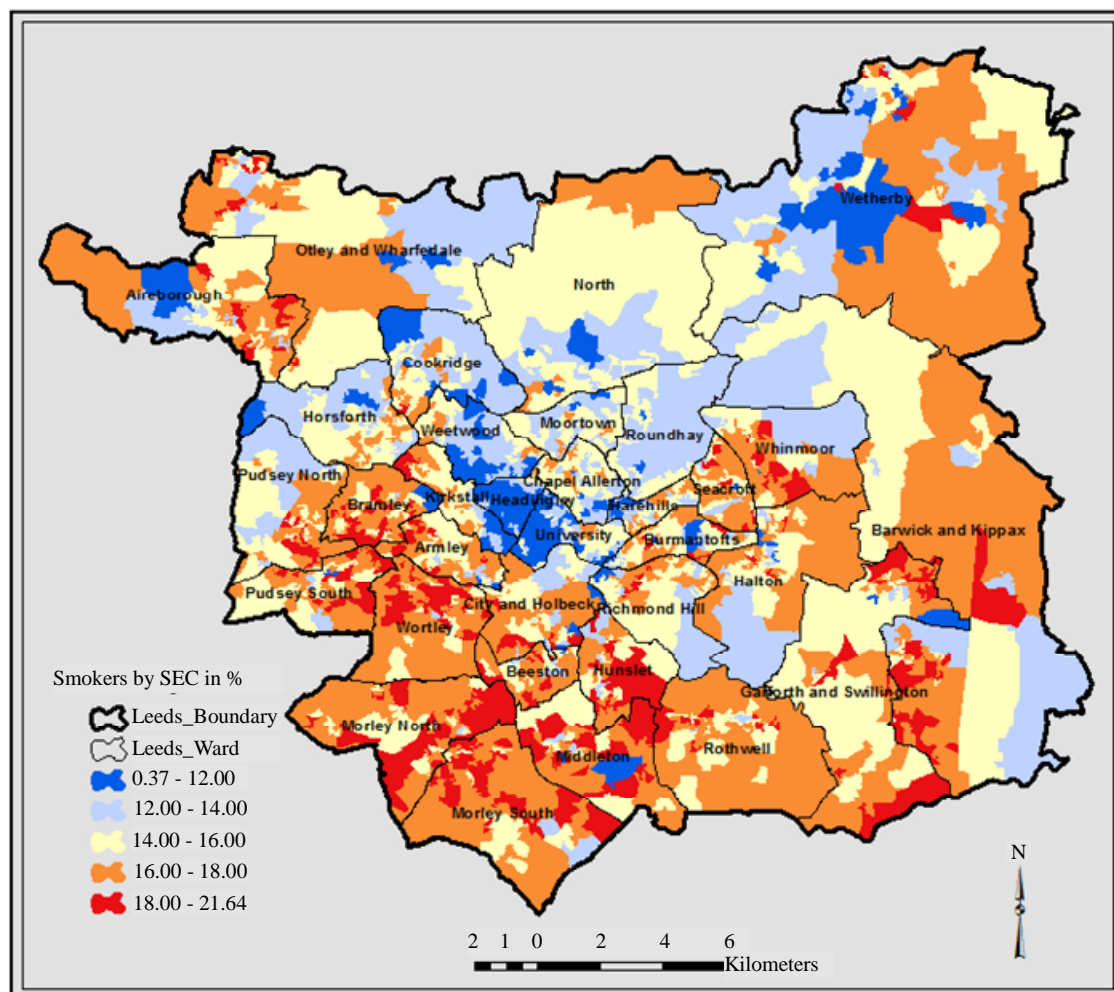 Wetherby
Otley and Wharfedale
North
Aireborough
Cookridge
Horsforth
Moortown
Weetwood
Roundhay
Whinmoor
Pudsey North
Chapel Allerton
Seacroft
Kirkstall
Headingley
Bramley
Harehills
Barwick and Kippax
University
Burmantofts
Armley
Halton
Pudsey South
City and Holbeck
Richmond Hill
Wortley
Beeston
Hunslet
and Swillington
Morley North
Rothwell
Middleton
Morley South
Smokers by SEC in %
Leeds_Boundary
Leeds_Ward
0.37 - 12.00
12.00 - 14.00
14.00 - 16.00
16.00 - 18.00
18.00 - 21.64
N
2 1 0 2 4 6
Kilometers